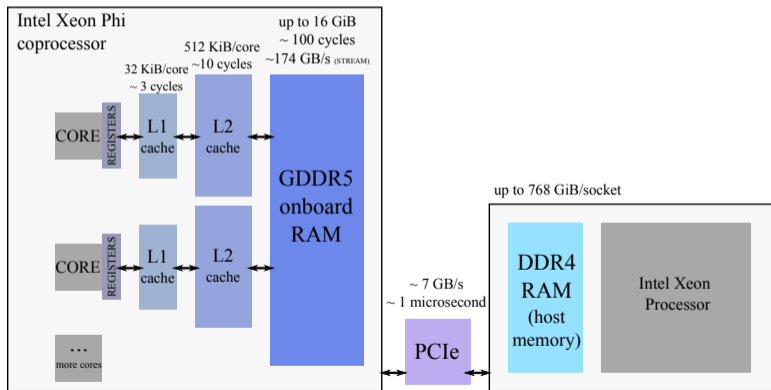 Intel Xeon Phi
coprocessor
up to 16 GiB
~ 100 cycles
~174 GB/s (STREAM)
512 KiB/core
~10 cycles
32 KiB/core
~ 3 cycles
CORE
REGISTERS
L1
cache
L2
cache
GDDR5
onboard
RAM
CORE
REGISTERS
L1
cache
L2
cache
...
more cores
~ 7 GB/s
~ 1 microsecond
PCIe
up to 768 GiB/socket
DDR4
RAM
(host
memory)
Intel Xeon
Processor